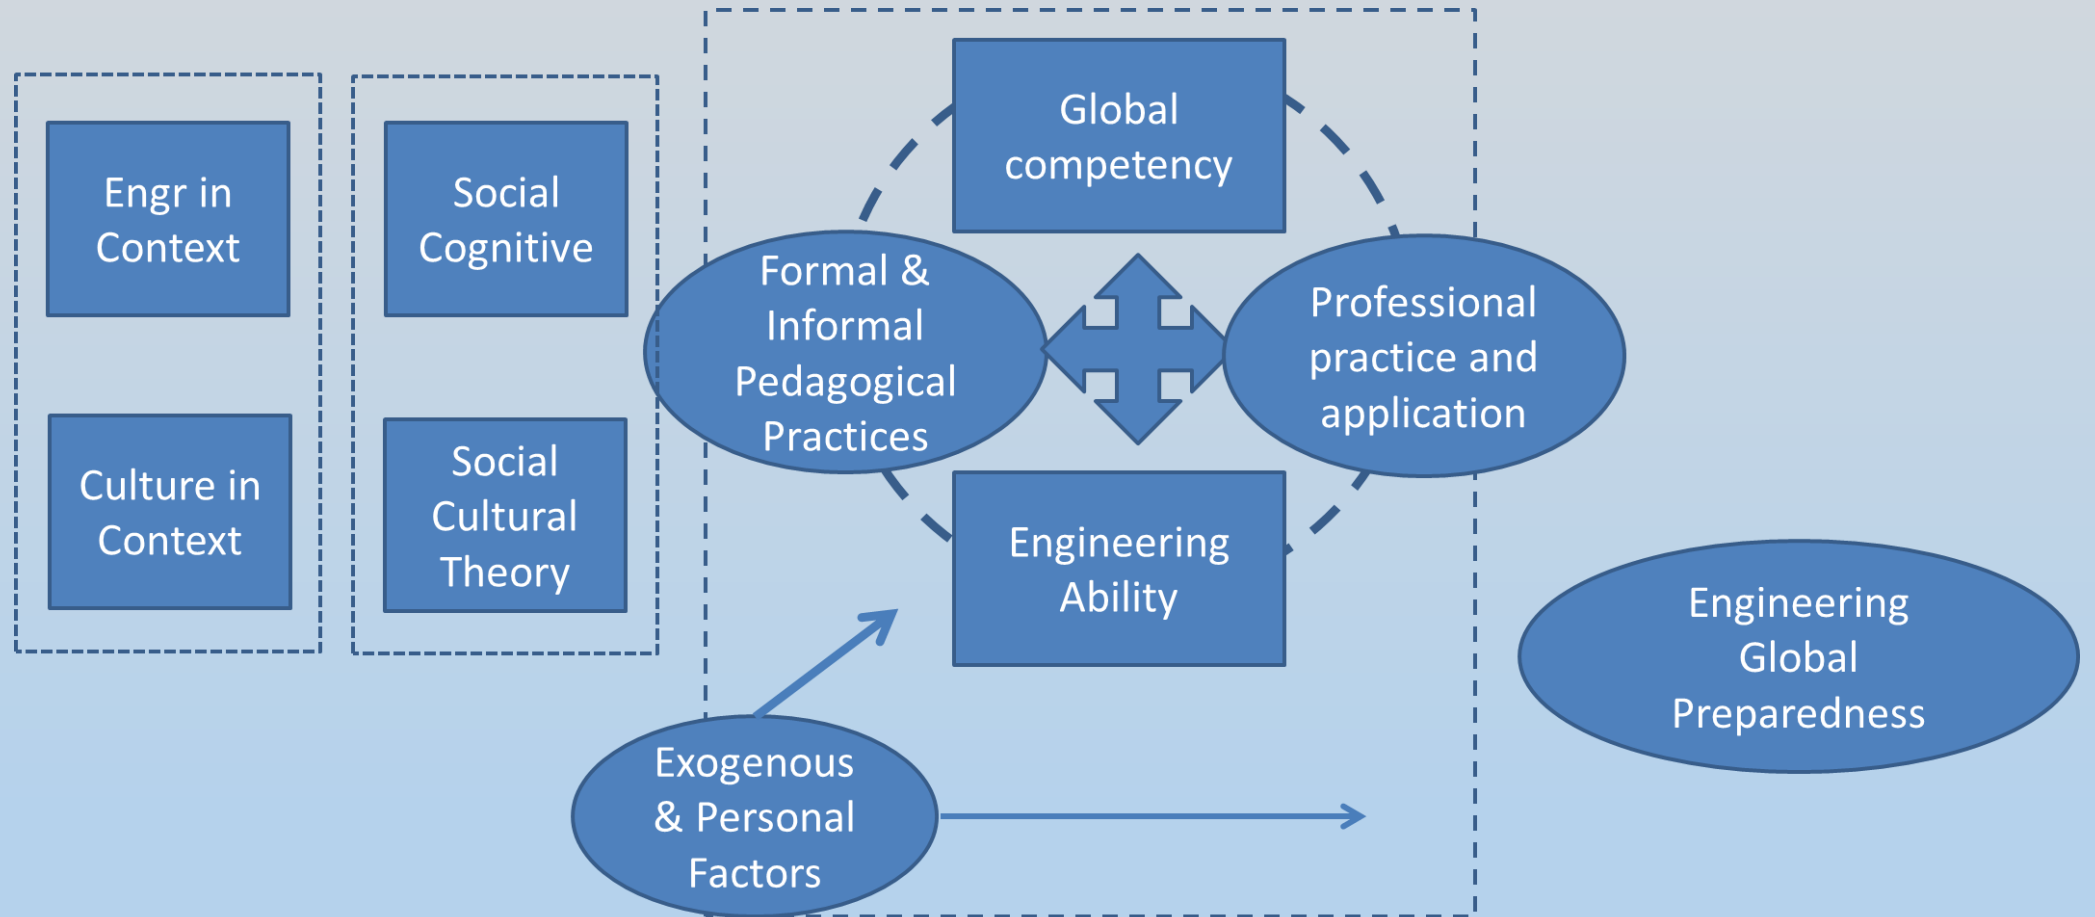 Engr in
Context
Culture in
Context
Social
Cognitive
Social
Cultural
Theory
Global
competency
Formal &
Informal
Pedagogical
Practices
Professional
practice and
application
Engineering
Ability
Exogenous
& Personal
Factors
Engineering
Global
Preparedness